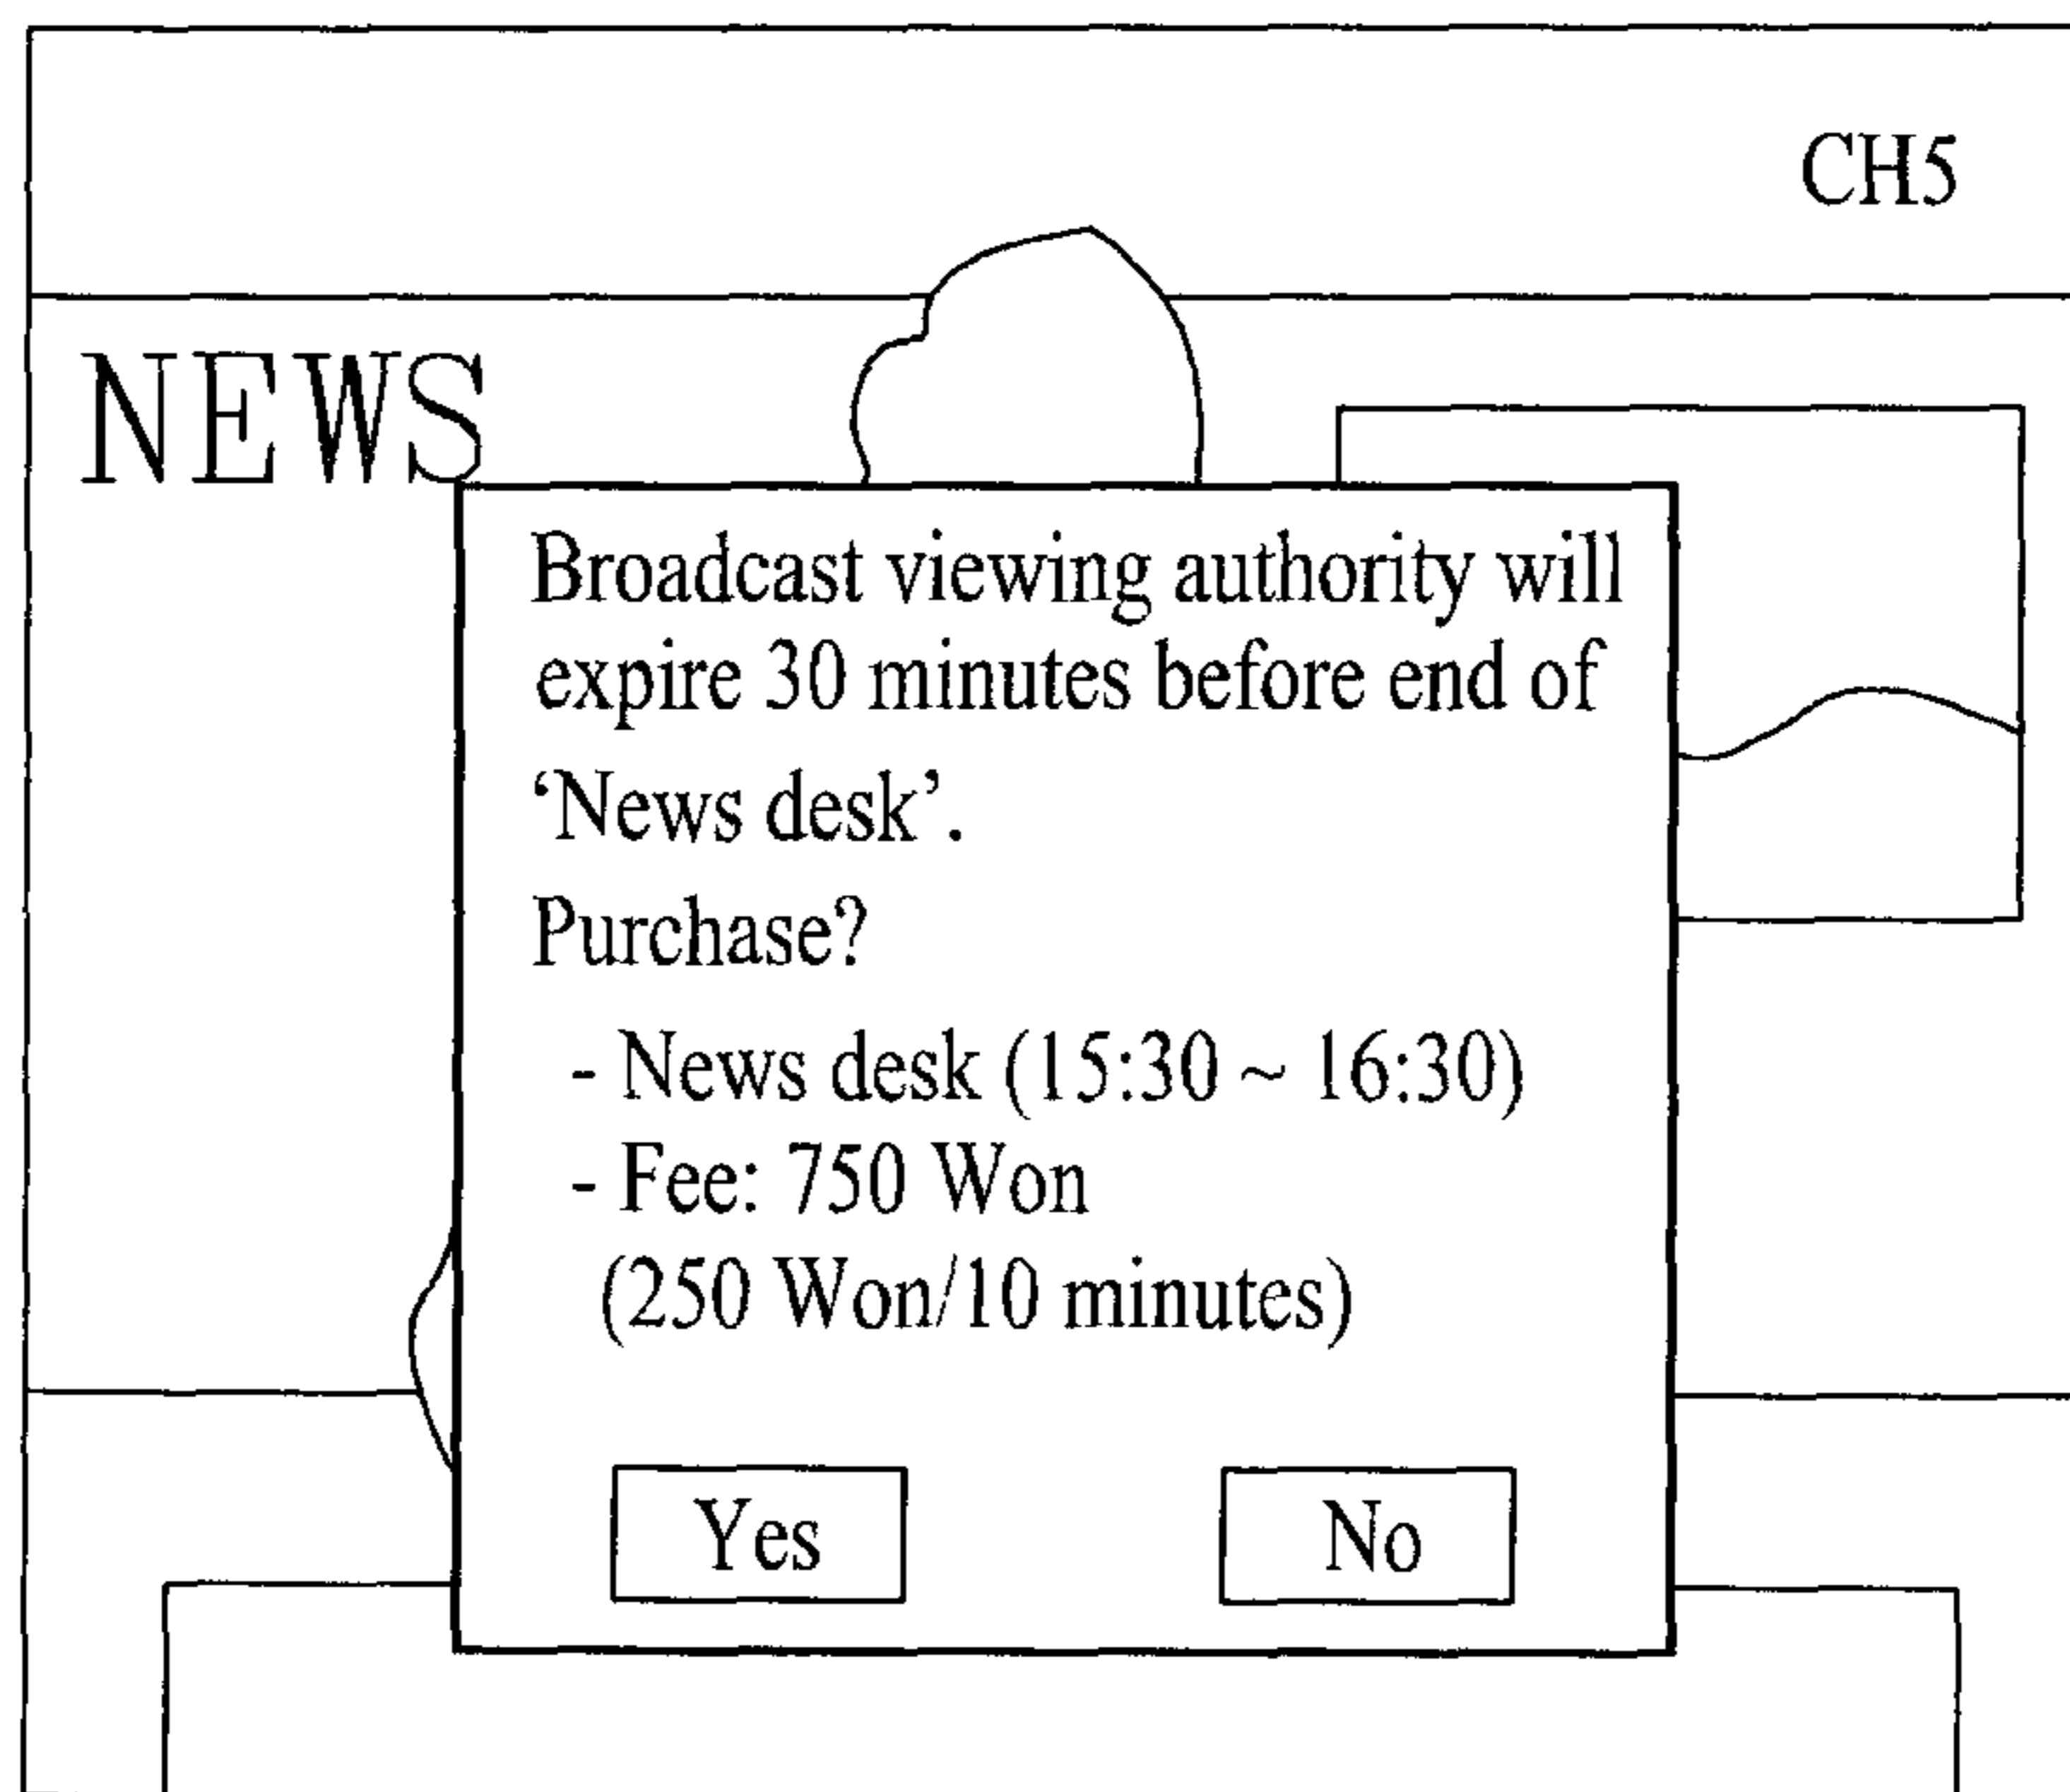 CH5
NEWS
Broadcast viewing authority will
expire 30 minutes before end of
‘News desk’.
Purchase?
- News desk (15:30 ~ 16:30)
- Fee: 750 Won
(250 Won/10 minutes)
Yes No